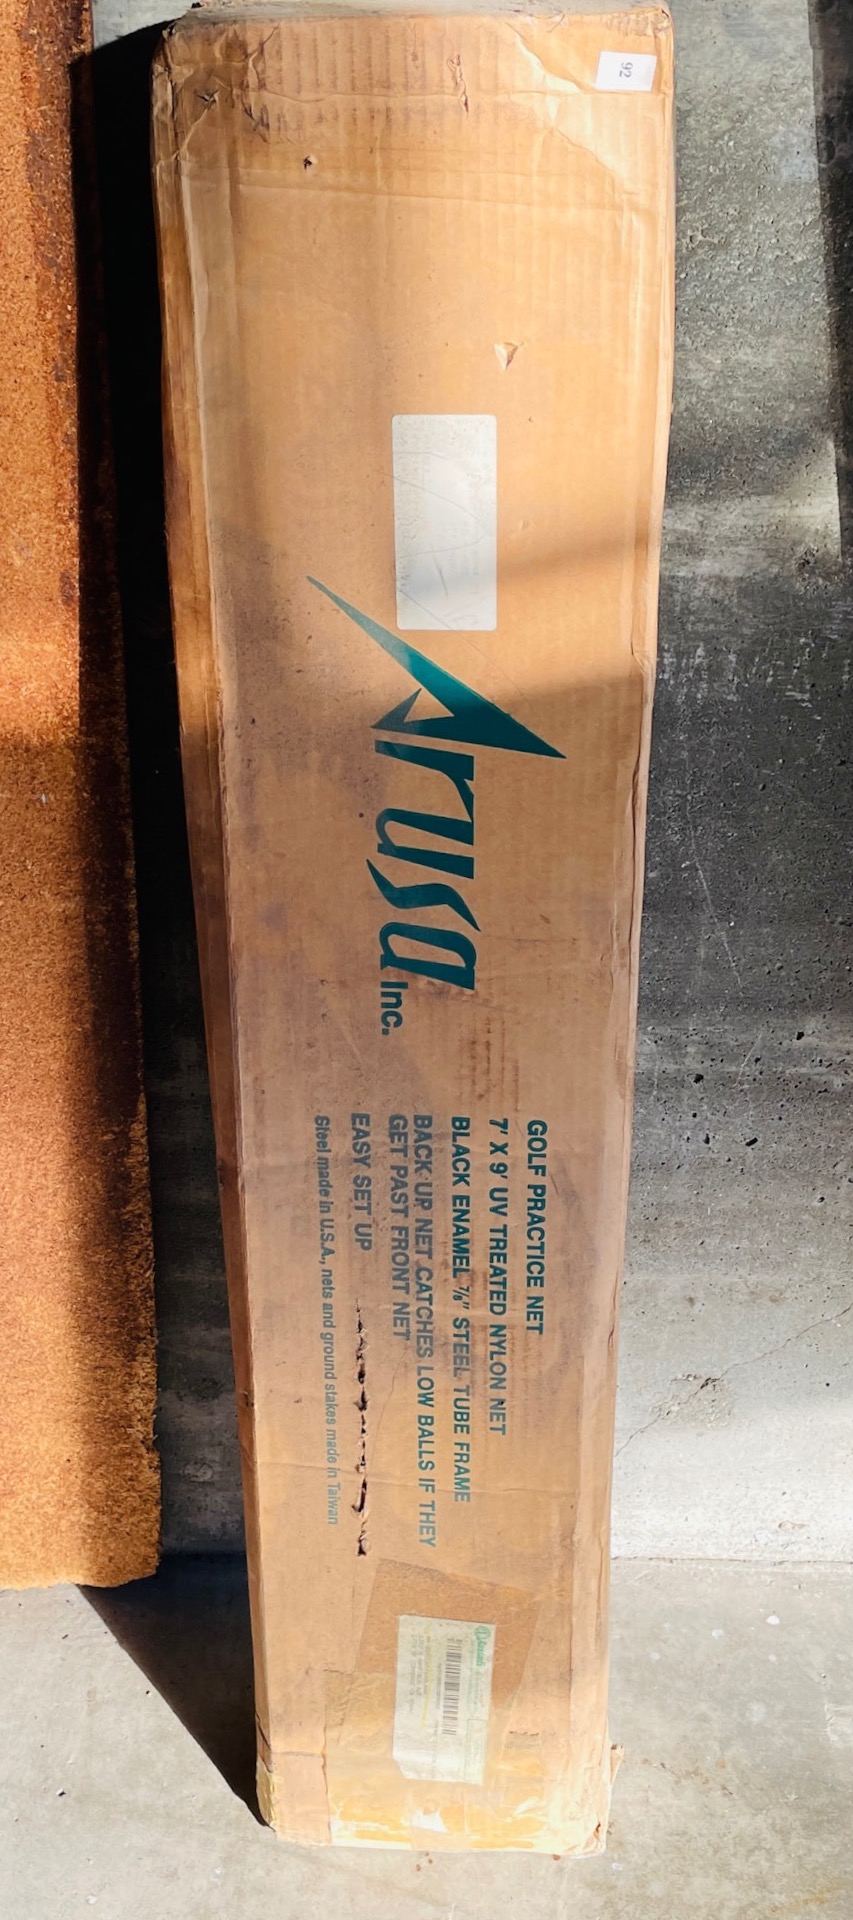 92
Arusa Inc.
GOLF PRACTICE NET
7' X 9' UV TREATED NYLON NET
BLACK ENAMEL 7/8" STEEL TUBE FRAME
BACK UP NET CATCHES LOW BALLS IF THEY
GET PAST FRONT NET
EASY SET UP
Steel made in U.S.A., nets and ground stakes made in Taiwan